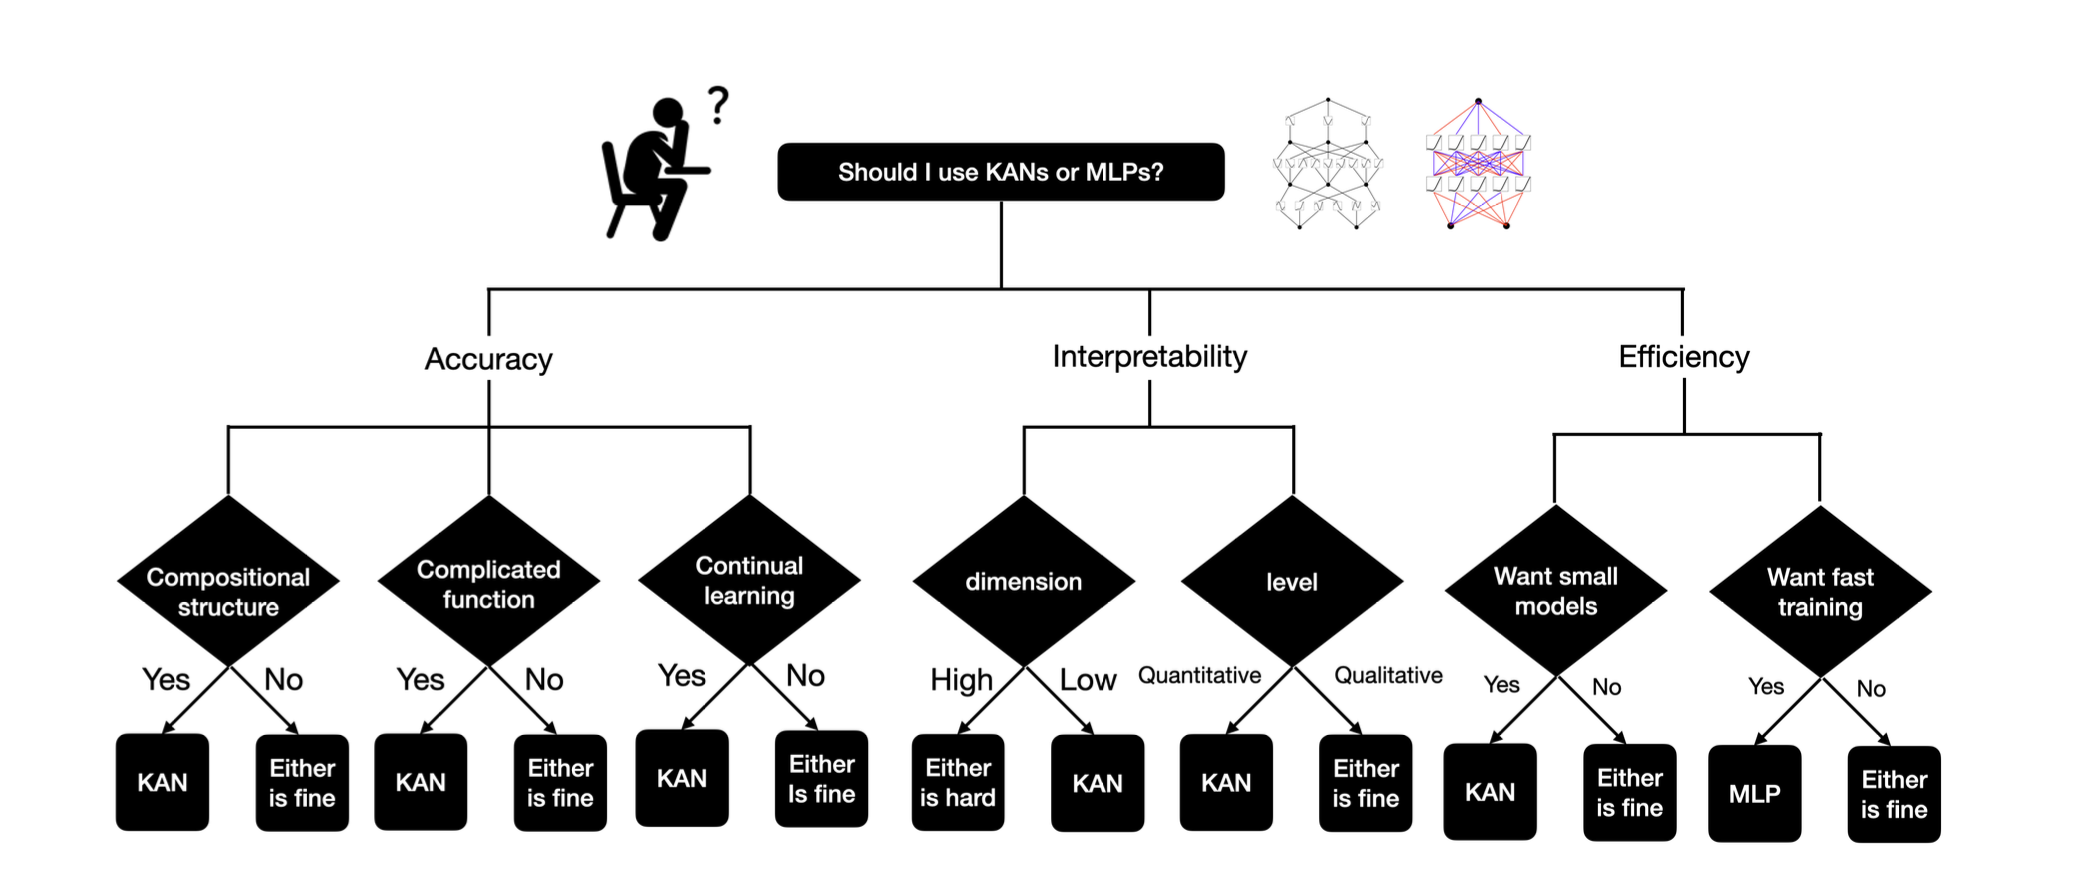 ?
Should I use KANs or MLPs?
Accuracy
Interpretability
Efficiency
Compositional
structure
Complicated
function
Continual
learning
dimension
level
Want small
models
Want fast
training
Yes
No
Yes
No
Yes
No
High
Low
Quantitative
Qualitative
Yes
No
Yes
No
KAN
Either
is fine
KAN
Either
is fine
KAN
Either
Is fine
Either
is hard
KAN
KAN
Either
is fine
KAN
Either
is fine
MLP
Either
is fine